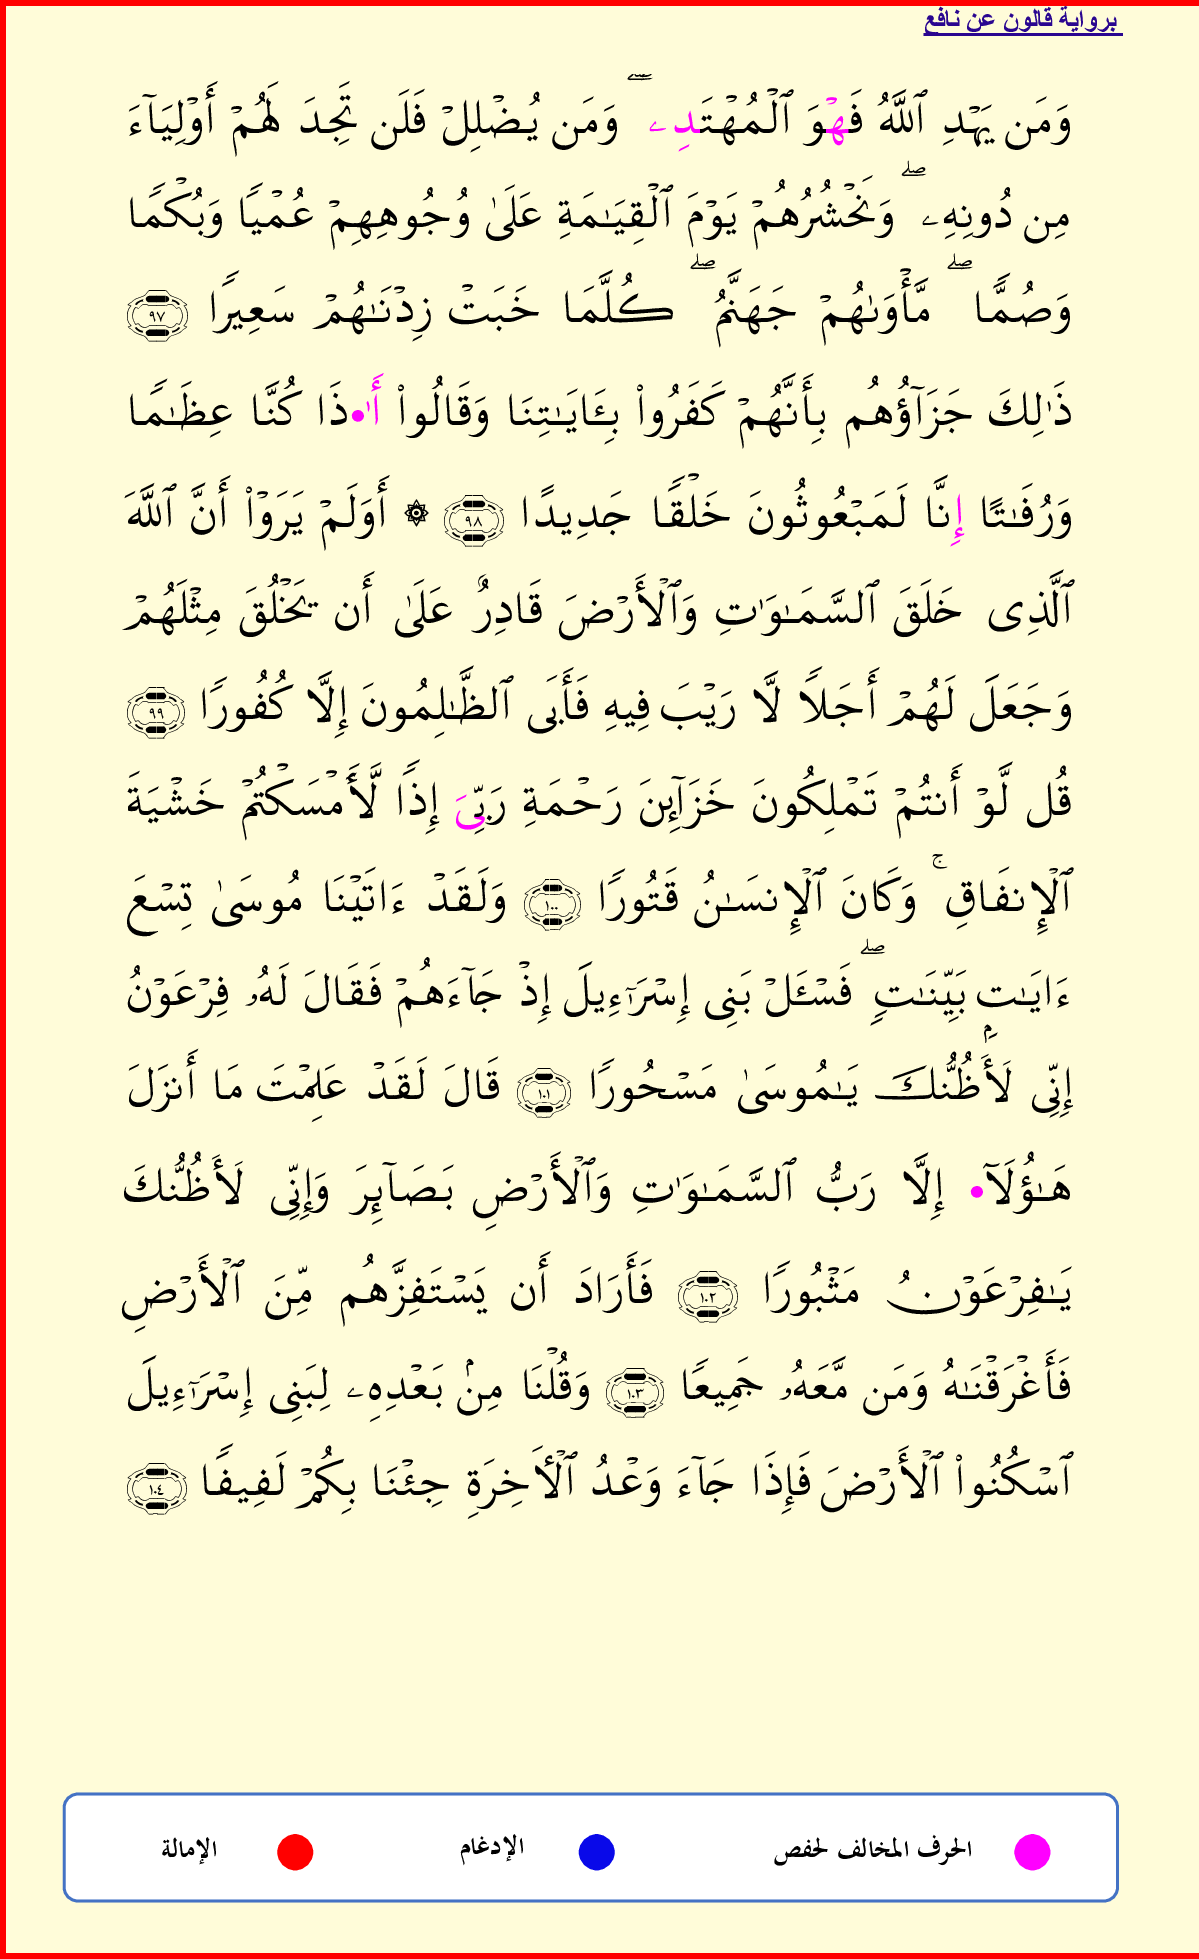 برواية قالون عن نافع
وَمَن يَهْدِ ٱللَّهُ فَهْوَ ٱلْمُهْتَدِۦ ۖ وَمَن يُضْلِلْ فَلَن تَجِدَ لَهُمْ أَوْلِيَآءَ
مِن دُونِهِۦ ۖ وَنَحْشُرُهُمْ يَوْمَ ٱلْقِيَـٰمَةِ عَلَىٰ وُجُوهِهِمْ عُمْيًا وَبُكْمًا
وَصُمًّا ۖ مَّأْوَىٰهُمْ جَهَنَّمُ ۖ كُلَّمَا خَبَتْ زِدْنَـٰهُمْ سَعِيرًا ٩٧
ذَٰلِكَ جَزَآؤُهُم بِأَنَّهُمْ كَفَرُوا۟ بِـَٔايَـٰتِنَا وَقَالُوا۟ أَ•ٰذَا كُنَّا عِظَـٰمًا
وَرُفَـٰتًا إِنَّا لَمَبْعُوثُونَ خَلْقًا جَدِيدًا ٩٨ ۞ أَوَلَمْ يَرَوْا۟ أَنَّ ٱللَّهَ
ٱلَّذِى خَلَقَ ٱلسَّمَـٰوَٰتِ وَٱلْأَرْضَ قَادِرٌ عَلَىٰ أَن يَخْلُقَ مِثْلَهُمْ
وَجَعَلَ لَهُمْ أَجَلًا لَّا رَيْبَ فِيهِ فَأَبَى ٱلظَّـٰلِمُونَ إِلَّا كُفُورًا ٩٩
قُل لَّوْ أَنتُمْ تَمْلِكُونَ خَزَآئِنَ رَحْمَةِ رَبِّىَ إِذًا لَّأَمْسَكْتُمْ خَشْيَةَ
ٱلْإِنفَاقِ ۚ وَكَانَ ٱلْإِنسَـٰنُ قَتُورًا ١٠٠ وَلَقَدْ ءَاتَيْنَا مُوسَىٰ تِسْعَ
ءَايَـٰتٍۭ بَيِّنَـٰتٍ ۖ فَسْـَٔلْ بَنِى إِسْرَٰٓءِيلَ إِذْ جَآءَهُمْ فَقَالَ لَهُۥ فِرْعَوْنُ
إِنِّى لَأَظُنُّكَ يَـٰمُوسَىٰ مَسْحُورًا ١٠١ قَالَ لَقَدْ عَلِمْتَ مَا أَنزَلَ
هَـٰؤُلَآ• إِلَّا رَبُّ ٱلسَّمَـٰوَٰتِ وَٱلْأَرْضِ بَصَآئِرَ وَإِنِّى لَأَظُنُّكَ
يَـٰفِرْعَوْنُ مَثْبُورًا ١٠٢ فَأَرَادَ أَن يَسْتَفِزَّهُم مِّنَ ٱلْأَرْضِ
فَأَغْرَقْنَـٰهُ وَمَن مَّعَهُۥ جَمِيعًا ١٠٣ وَقُلْنَا مِنۢ بَعْدِهِۦ لِبَنِى إِسْرَٰٓءِيلَ
ٱسْكُنُوا۟ ٱلْأَرْضَ فَإِذَا جَآءَ وَعْدُ ٱلْـَٔاخِرَةِ جِئْنَا بِكُمْ لَفِيفًا ١٠٤
الحرف المخالف لحفص الإدغام الإمالة